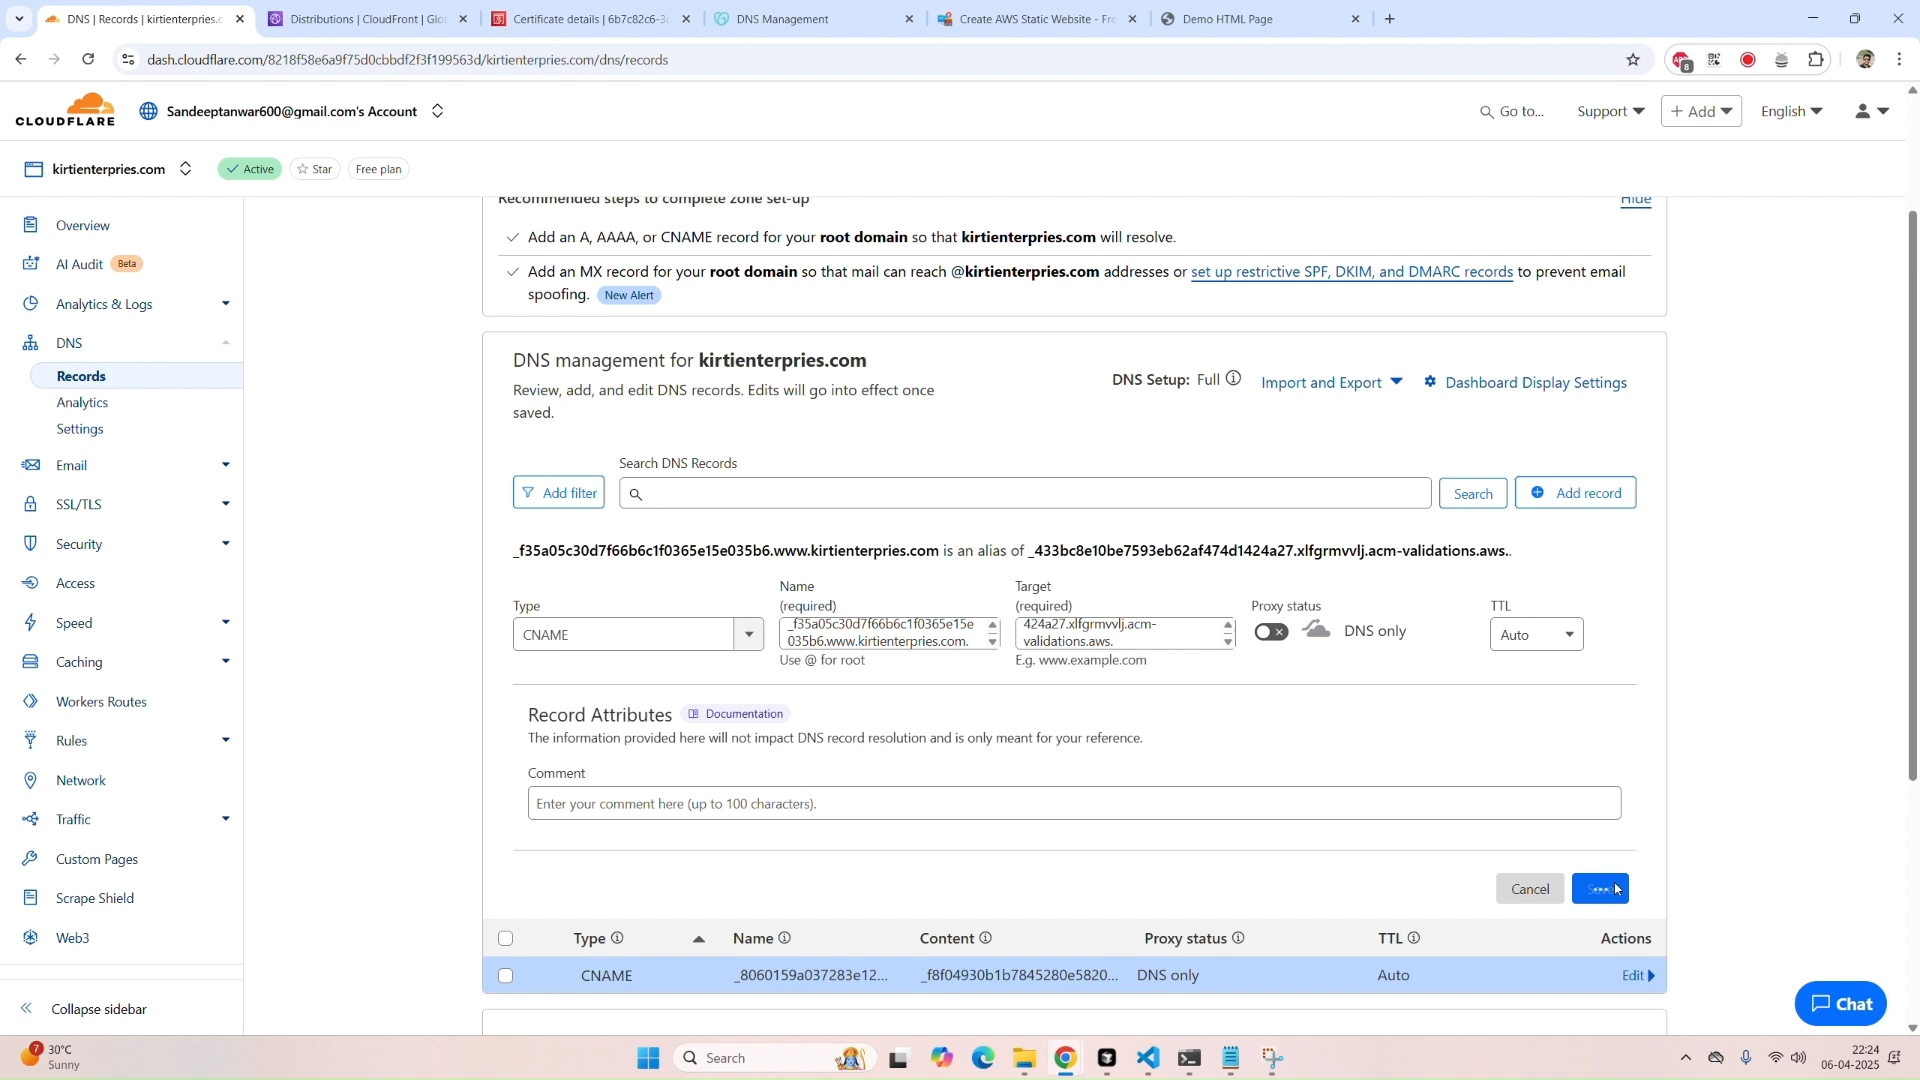 DNS | Records | kirtienterpries.c
Distributions | CloudFront | Glo
Certificate details | 6b7c82c6-3
DNS Management
Create AWS Static Website - Fre
Demo HTML Page
dash.cloudflare.com/8218f58e6a9f75d0cbbdf2f3f199563d/kirtienterpries.com/dns/records
8
CLOUDFLARE
Sandeeptanwar600@gmail.com's Account
Go to...
Support
+ Add
English
kirtienterpries.com
Active
Star
Free plan
Overview
AI Audit Beta
Analytics & Logs
DNS
Records
Analytics
Settings
Email
SSL/TLS
Security
Access
Speed
Caching
Workers Routes
Rules
Network
Traffic
Custom Pages
Scrape Shield
Web3
Collapse sidebar
Recommended steps to complete zone set-up
Hide
Add an A, AAAA, or CNAME record for your root domain so that kirtienterpries.com will resolve.
Add an MX record for your root domain so that mail can reach @kirtienterpries.com addresses or set up restrictive SPF, DKIM, and DMARC records to prevent email
spoofing. New Alert
DNS management for kirtienterpries.com
Review, add, and edit DNS records. Edits will go into effect once
saved.
DNS Setup: Full
Import and Export
Dashboard Display Settings
Search DNS Records
Add filter
Search
Add record
_f35a05c30d7f66b6c1f0365e15e035b6.www.kirtienterpries.com is an alias of _433bc8e10be7593eb62af474d1424a27.xlfgrmvvlj.acm-validations.aws..
Type
CNAME
Name
(required)
_f35a05c30d7f66b6c1f0365e15e
035b6.www.kirtienterpries.com.
Use @ for root
Target
(required)
424a27.xlfgrmvvlj.acm-
validations.aws.
E.g. www.example.com
Proxy status
DNS only
TTL
Auto
Record Attributes
Documentation
The information provided here will not impact DNS record resolution and is only meant for your reference.
Comment
Enter your comment here (up to 100 characters).
Cancel
Type
Name
Content
Proxy status
TTL
Actions
CNAME
_8060159a037283e12...
_f8f04930b1b7845280e5820...
DNS only
Auto
Edit
Chat
7
30°C
Sunny
Search
22:24
06-04-2025